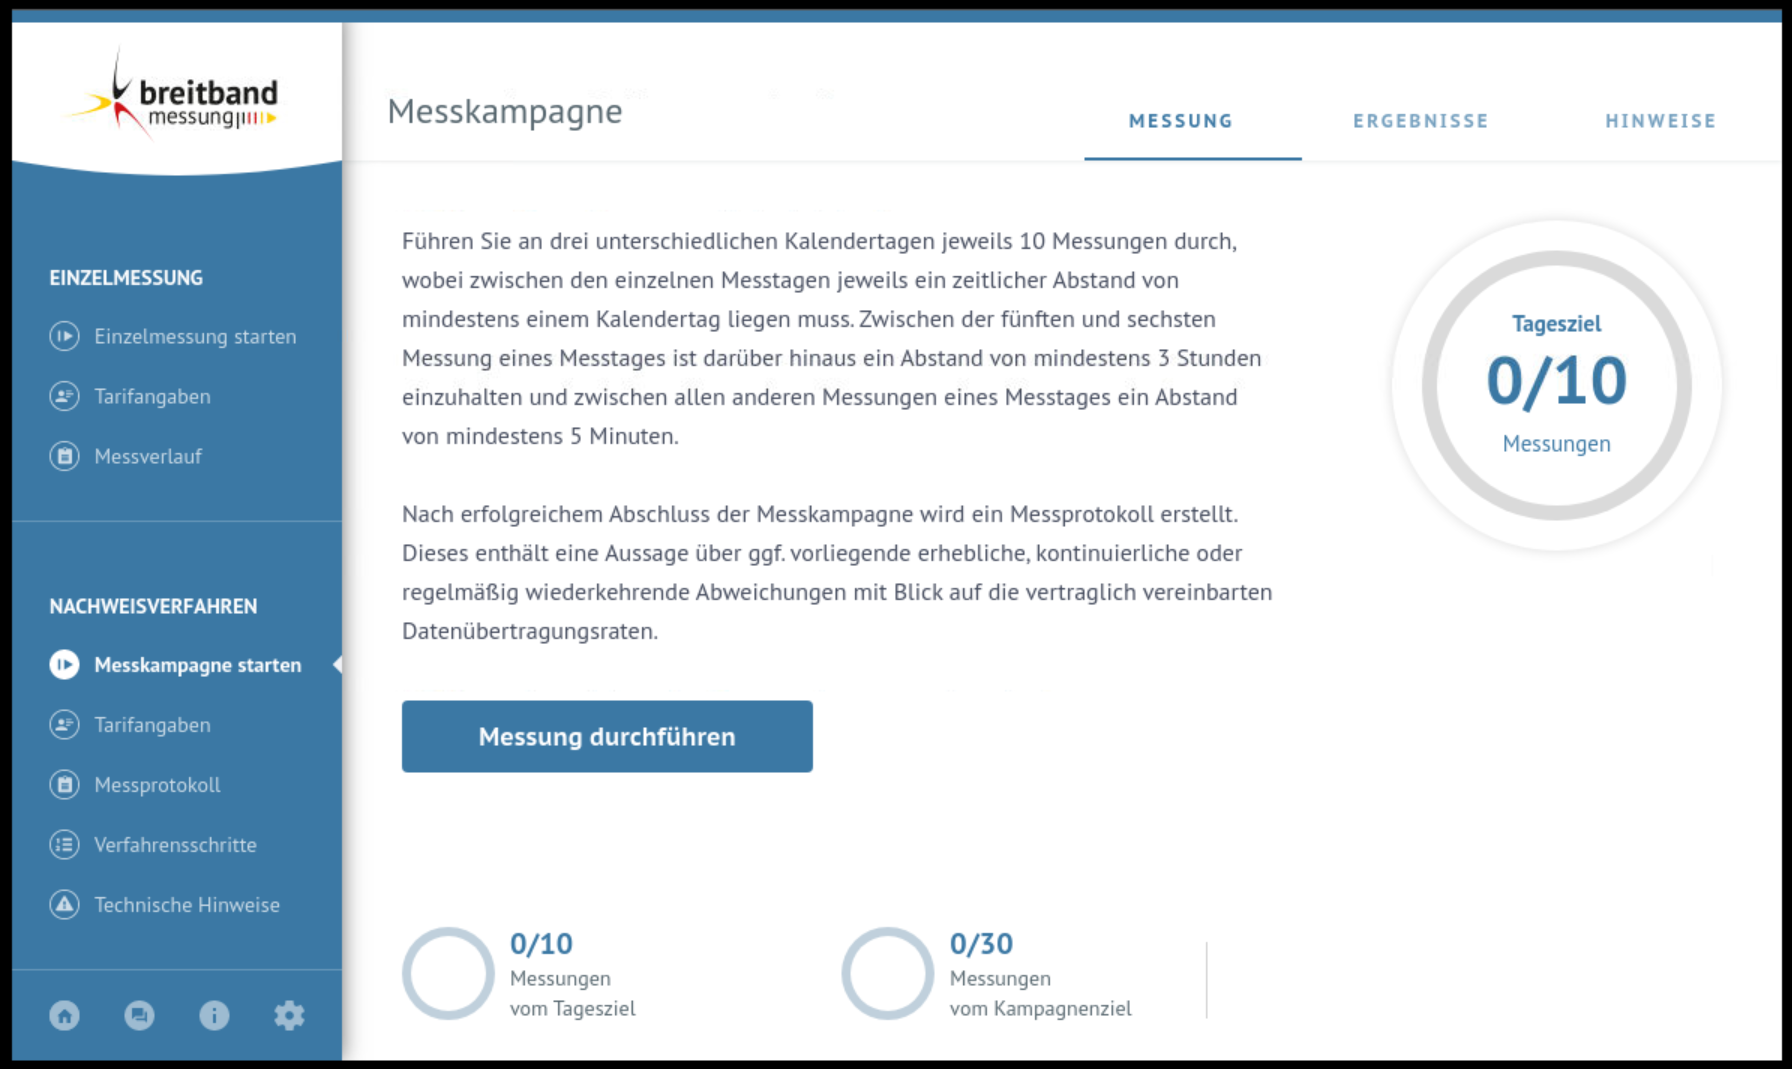 breitband
messung
EINZELMESSUNG
Einzelmessung starten
Tarifangaben
Messverlauf
NACHWEISVERFAHREN
Messkampagne starten
Tarifangaben
Messprotokoll
Verfahrensschritte
Technische Hinweise
Messkampagne
MESSUNG
ERGEBNISSE
HINWEISE
Führen Sie an drei unterschiedlichen Kalendertagen jeweils 10 Messungen durch,
wobei zwischen den einzelnen Messtagen jeweils ein zeitlicher Abstand von
mindestens einem Kalendertag liegen muss. Zwischen der fünften und sechsten
Messung eines Messtages ist darüber hinaus ein Abstand von mindestens 3 Stunden
einzuhalten und zwischen allen anderen Messungen eines Messtages ein Abstand
von mindestens 5 Minuten.
Nach erfolgreichem Abschluss der Messkampagne wird ein Messprotokoll erstellt.
Dieses enthält eine Aussage über ggf. vorliegende erhebliche, kontinuierliche oder
regelmäßig wiederkehrende Abweichungen mit Blick auf die vertraglich vereinbarten
Datenübertragungsraten.
Messung durchführen
Tagesziel
0/10
Messungen
0/10
Messungen
vom Tagesziel
0/30
Messungen
vom Kampagnenziel